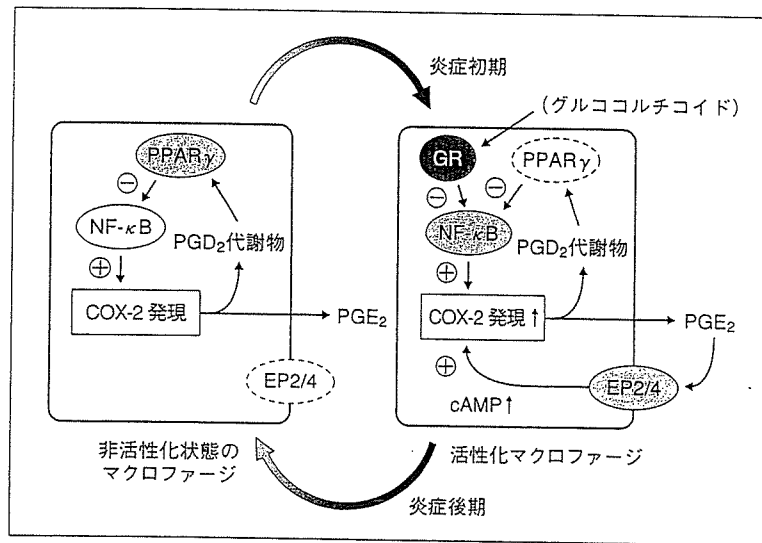 炎症初期
(グルココルチコイド)
PPARγ
⊖
NF-κB
PGD₂代謝物
⊕
COX-2 発現
PGE₂
EP2/4
非活性化状態の
マクロファージ
GR
PPARγ
⊖
⊖
NF-κB
PGD₂代謝物
⊕
COX-2 発現↑
PGE₂
⊕
EP2/4
cAMP↑
活性化マクロファージ
炎症後期